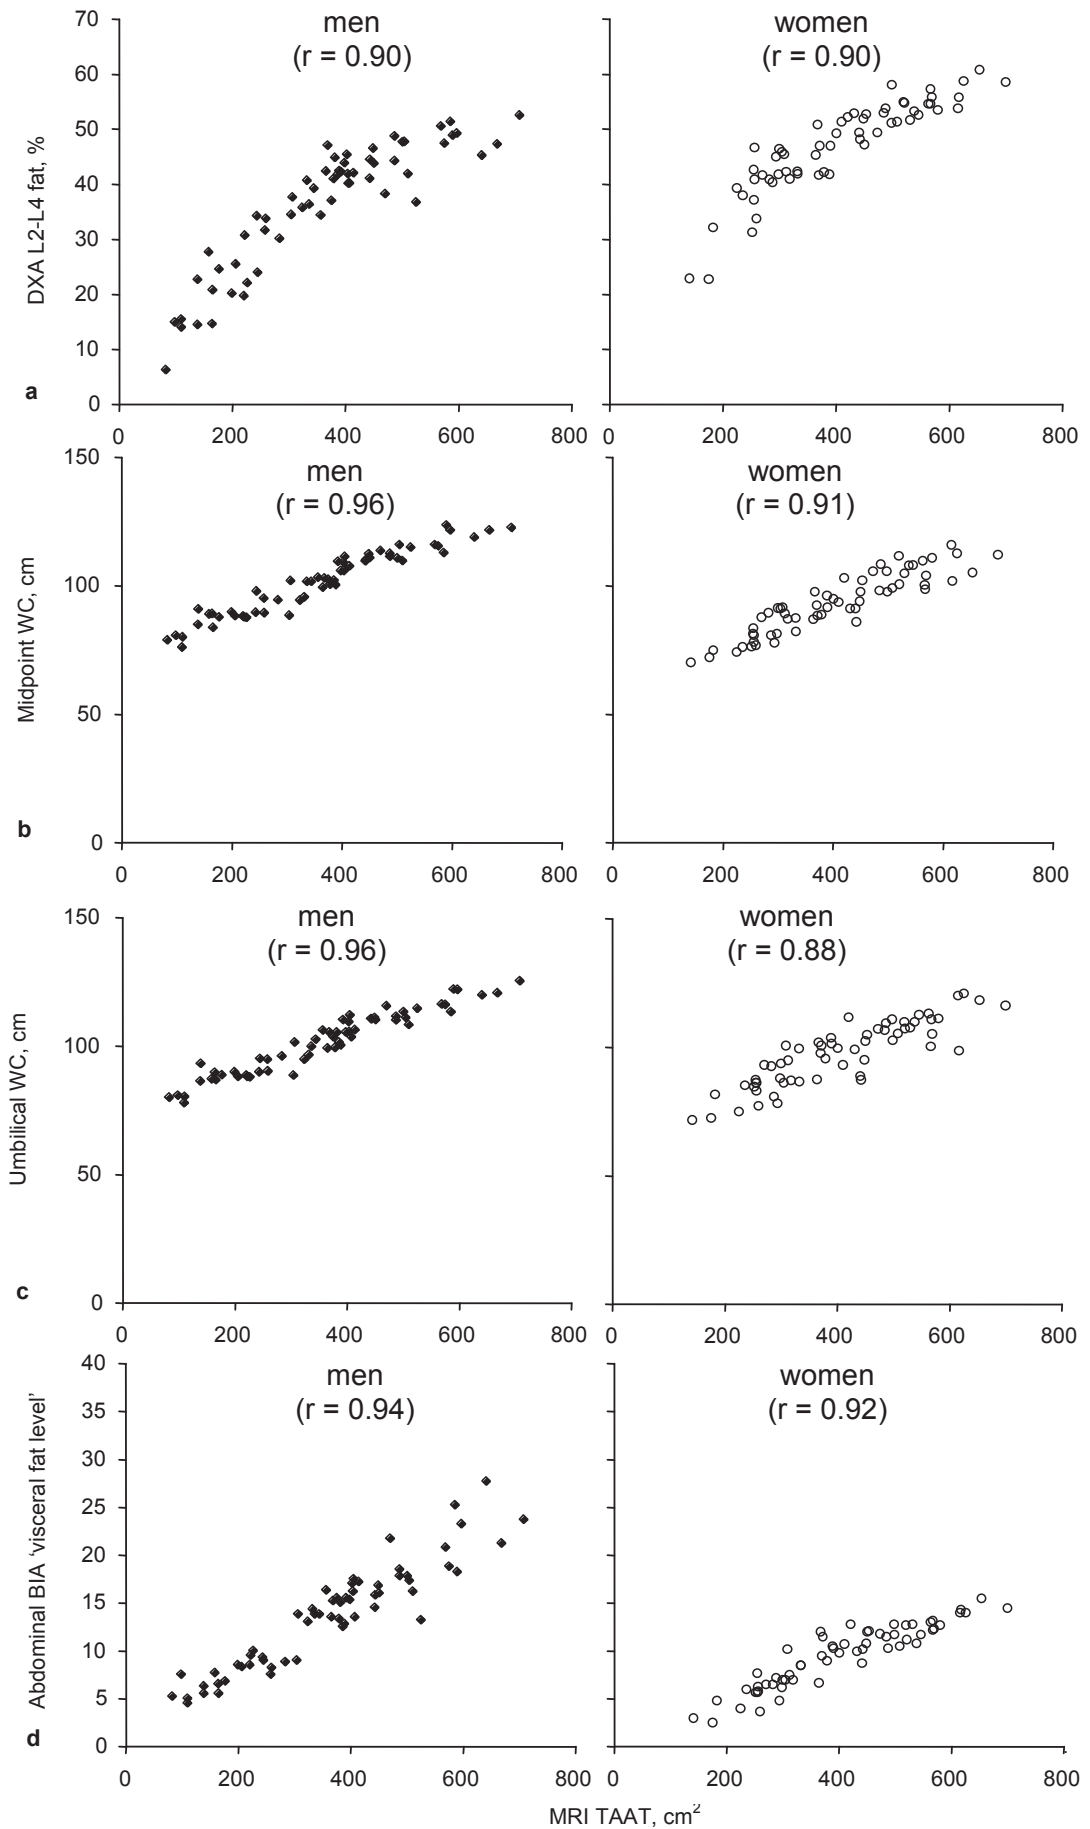 men
(r = 0.90)
women
(r = 0.90)
DXA L2-L4 fat, %
70
60
50
40
30
20
10
0
a
0 200 400 600 800
0 200 400 600 800
men
(r = 0.96)
women
(r = 0.91)
Midpoint WC, cm
150
100
50
0
b
0 200 400 600 800
0 200 400 600 800
men
(r = 0.96)
women
(r = 0.88)
Umbilical WC, cm
150
100
50
0
c
0 200 400 600 800
0 200 400 600 800
men
(r = 0.94)
women
(r = 0.92)
Abdominal BIA ‘visceral fat level’
40
35
30
25
20
15
10
5
0
d
0 200 400 600 800
0 200 400 600 800
MRI TAAT, cm²